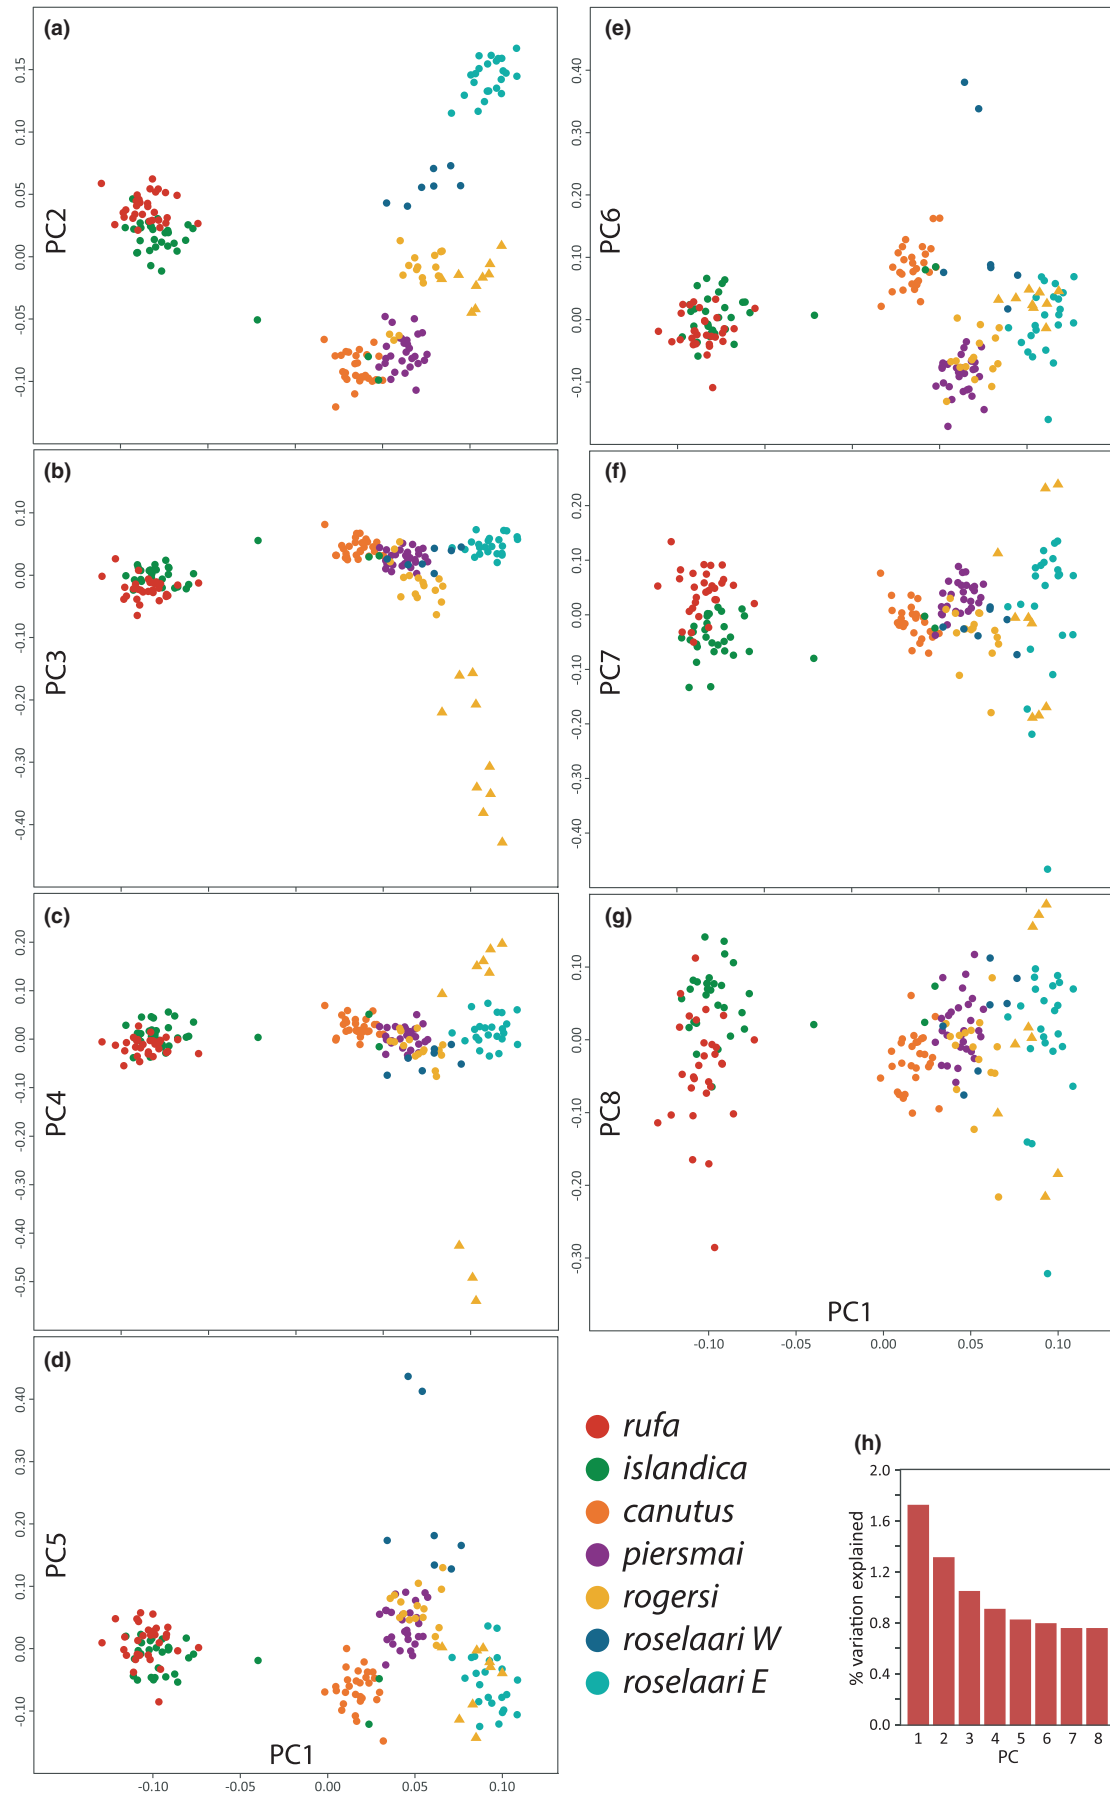 (a)
PC2
0.15
0.10
0.05
0.00
-0.05
-0.10
(b)
PC3
0.10
0.00
-0.10
-0.20
-0.30
-0.40
(c)
PC4
0.20
0.10
0.00
-0.10
-0.20
-0.30
-0.40
-0.50
(d)
PC5
0.40
0.30
0.20
0.10
0.00
-0.10
PC1
-0.10 -0.05 0.00 0.05 0.10
(e)
PC6
0.40
0.30
0.20
0.10
0.00
-0.10
(f)
PC7
0.20
0.10
0.00
-0.10
-0.20
-0.30
-0.40
(g)
PC8
0.10
0.00
-0.10
-0.20
-0.30
PC1
-0.10 -0.05 0.00 0.05 0.10
rufa
islandica
canutus
piersmai
rogersi
roselaari W
roselaari E
(h)
% variation explained
2.0
1.6
1.2
0.8
0.4
0.0
1 2 3 4 5 6 7 8
PC